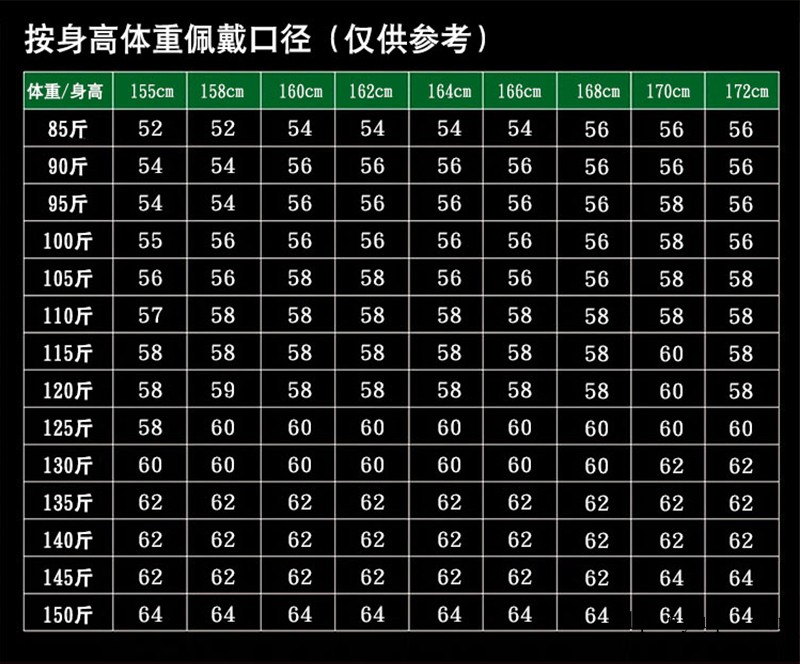 按身高体重佩戴口径（仅供参考）
体重/身高 155cm 158cm 160cm 162cm 164cm 166cm 168cm 170cm 172cm
85斤 52 52 54 54 54 54 56 56 56
90斤 54 54 56 56 56 56 56 56 56
95斤 54 54 56 56 56 56 56 58 56
100斤 55 56 56 56 56 56 56 58 56
105斤 56 56 58 58 56 56 56 58 58
110斤 57 58 58 58 58 58 58 58 58
115斤 58 58 58 58 58 58 58 60 58
120斤 58 59 58 58 58 58 58 60 58
125斤 58 60 60 60 60 60 60 60 60
130斤 60 60 60 60 60 60 60 62 62
135斤 62 62 62 62 62 62 62 62 62
140斤 62 62 62 62 62 62 62 62 62
145斤 62 62 62 62 62 62 62 64 64
150斤 64 64 64 64 64 64 64 64 64